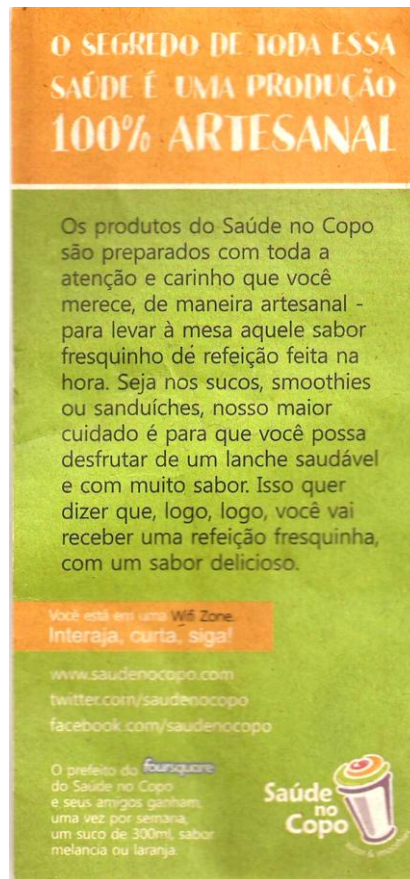 O SEGREDO DE TODA ESSA
SAÚDE É UMA PRODUÇÃO
100% ARTESANAL
Os produtos do Saúde no Copo
são preparados com toda a
atenção e carinho que você
merece, de maneira artesanal -
para levar à mesa aquele sabor
fresquinho de refeição feita na
hora. Seja nos sucos, smoothies
ou sanduíches, nosso maior
cuidado é para que você possa
desfrutar de um lanche saudável
e com muito sabor. Isso quer
dizer que, logo, logo, você vai
receber uma refeição fresquinha,
com um sabor delicioso.
Você está em uma Wifi Zone.
Interaja, curta, siga!
www.saudenocopo.com
twitter.com/saudenocopo
facebook.com/saudenocopo
O prefeito do foursquare
do Saúde no Copo
e seus amigos ganham,
uma vez por semana,
um suco de 300ml, sabor
melancia ou laranja.
Saúde
no
Copo